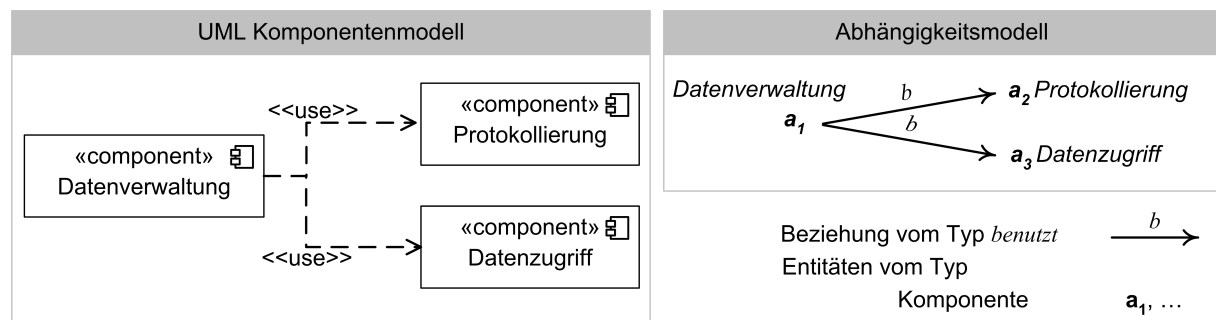 UML Komponentenmodell
<<use>>
«component»
Protokollierung
«component»
Datenverwaltung
«component»
Datenzugriff
<<use>>
Abhängigkeitsmodell
Datenverwaltung
a1
b
b
a2 Protokollierung
a3 Datenzugriff
Beziehung vom Typ benutzt b
Entitäten vom Typ
Komponente a1, …